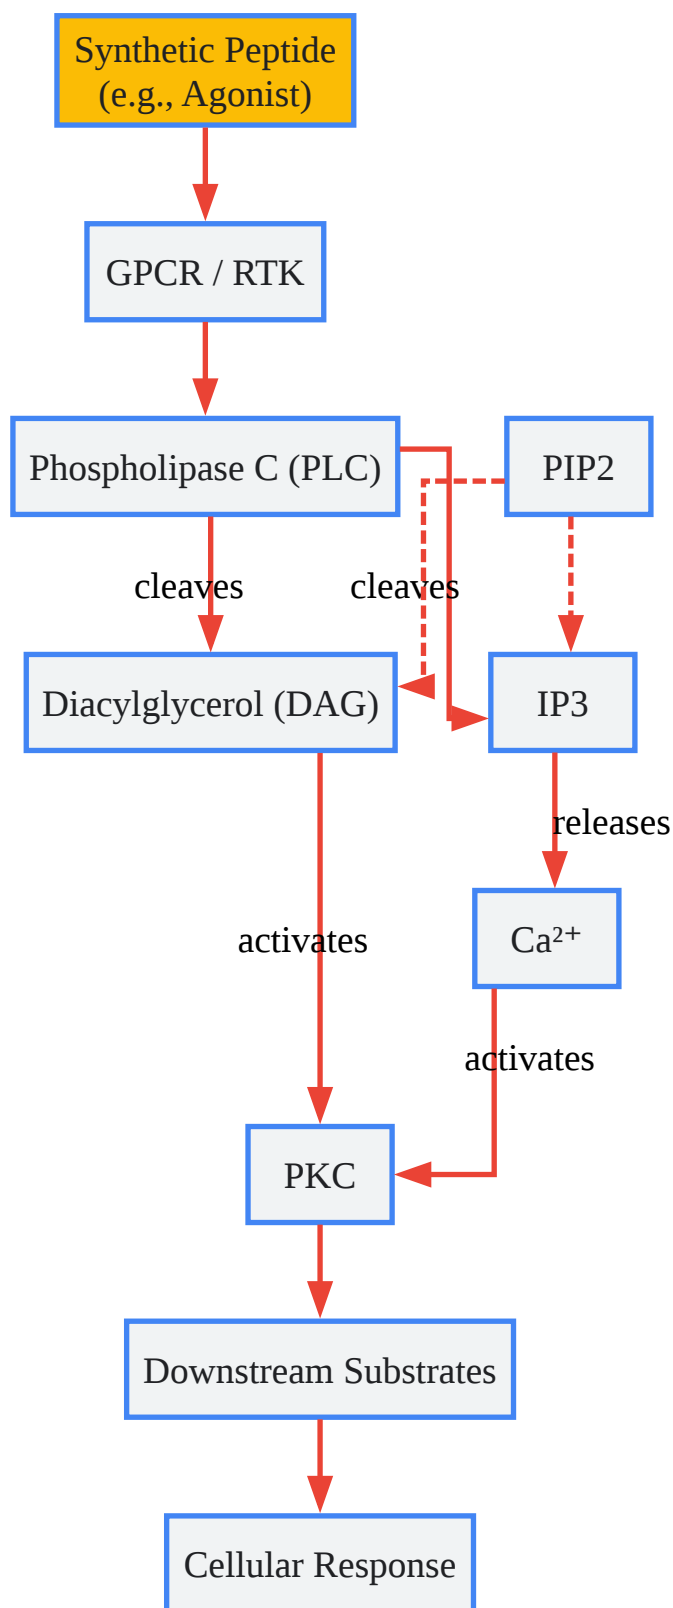 Synthetic Peptide
(e.g., Agonist)
GPCR / RTK
Phospholipase C (PLC)
PIP2
cleaves
cleaves
Diacylglycerol (DAG)
IP3
releases
activates
Ca²⁺
activates
PKC
Downstream Substrates
Cellular Response